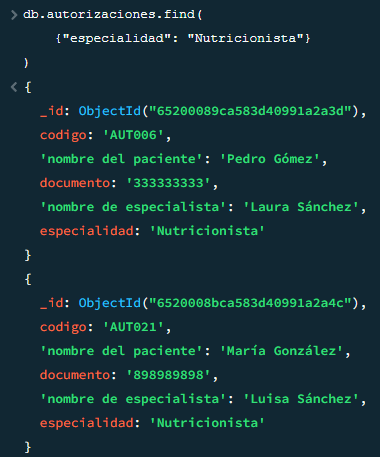 > db.autorizaciones.find(
{"especialidad": "Nutricionista"}
)
< {
_id: ObjectId("65200089ca583d40991a2a3d"),
codigo: 'AUT006',
'nombre del paciente': 'Pedro Gómez',
documento: '333333333',
'nombre de especialista': 'Laura Sánchez',
especialidad: 'Nutricionista'
}
{
_id: ObjectId("6520008bca583d40991a2a4c"),
codigo: 'AUT021',
'nombre del paciente': 'María González',
documento: '898989898',
'nombre de especialista': 'Luisa Sánchez',
especialidad: 'Nutricionista'
}